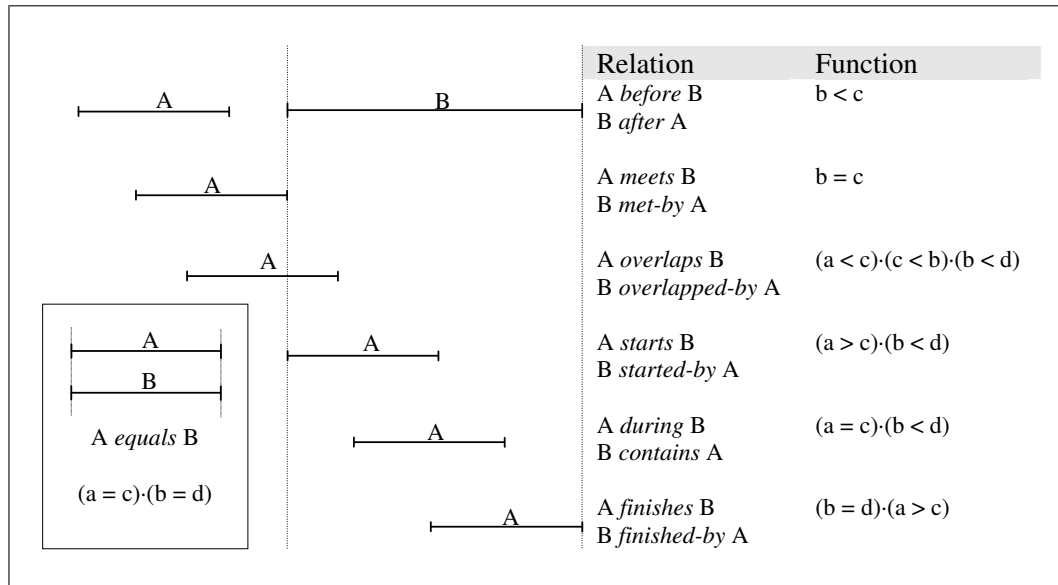 Relation Function
A B A before B b < c
B after A
A A meets B b = c
B met-by A
A A overlaps B (a < c)·(c < b)·(b < d)
B overlapped-by A
A A A starts B (a > c)·(b < d)
B B started-by A
A equals B A A during B (a = c)·(b < d)
B contains A
(a = c)·(b = d)
A A finishes B (b = d)·(a > c)
B finished-by A